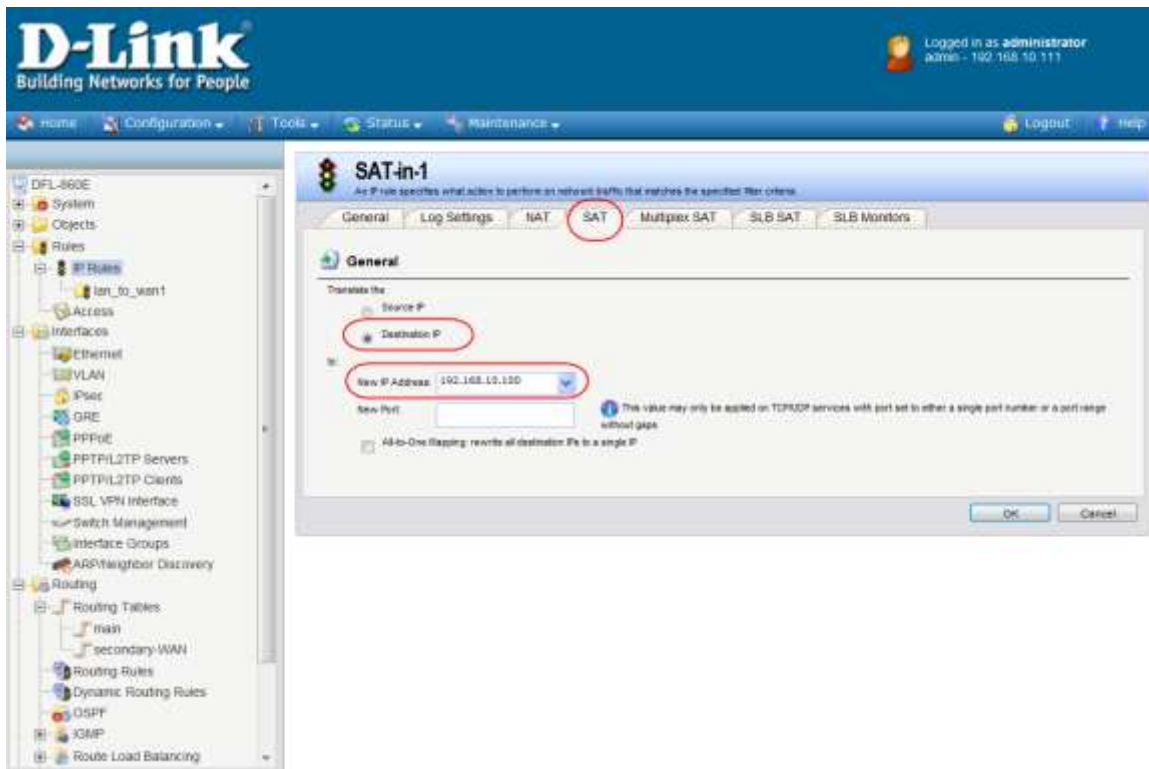 D-Link
Building Networks for People
Logged in as administrator
admin - 192.168.10.111
Home
Configuration
Tools
Status
Maintenance
Logout
Help
DFL-860E
System
Objects
Rules
IP Rules
lan_to_wan1
Access
Interfaces
Ethernet
VLAN
IPsec
GRE
PPPoE
PPTP/L2TP Servers
PPTP/L2TP Clients
SSL VPN Interface
Switch Management
Interface Groups
ARP/Neighbor Discovery
Routing
Routing Tables
main
secondary-WAN
Routing Rules
Dynamic Routing Rules
OSPF
IGMP
Route Load Balancing
SAT-in-1
An IP rule specifies what action to perform on network traffic that matches the specified filter criteria.
General
Log Settings
NAT
SAT
Multiplex SAT
SLB SAT
SLB Monitors
General
Translate the
Source IP
Destination IP
to:
New IP Address: 192.168.10.100
New Port:
This value may only be applied on TCP/UDP services with port set to either a single port number or a port range
without gaps.
All-to-One Mapping: rewrite all destination IPs to a single IP
OK
Cancel